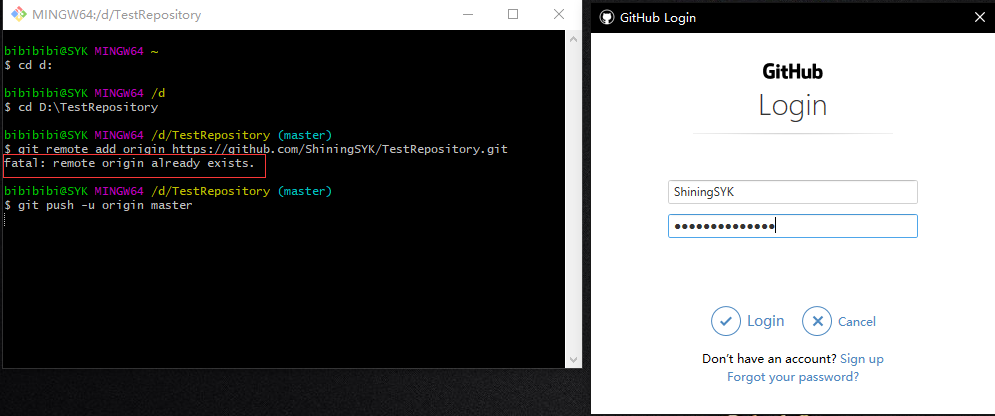 MINGW64:/d/TestRepository
bibibibi@SYK MINGW64 ~
$ cd d:
bibibibi@SYK MINGW64 /d
$ cd D:\TestRepository
bibibibi@SYK MINGW64 /d/TestRepository (master)
$ git remote add origin https://github.com/ShiningSYK/TestRepository.git
fatal: remote origin already exists.
bibibibi@SYK MINGW64 /d/TestRepository (master)
$ git push -u origin master
GitHub Login
GitHub
Login
ShiningSYK
●●●●●●●●●●●●●●
Login
Cancel
Don't have an account? Sign up
Forgot your password?